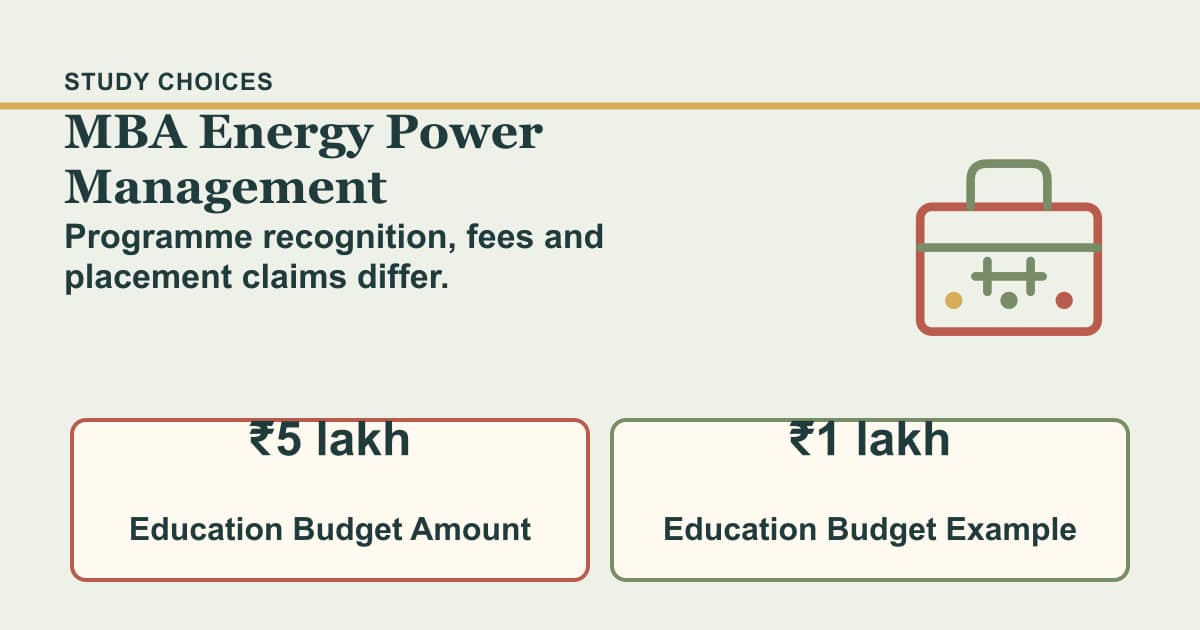 STUDY CHOICES
MBA Energy Power
Management
Programme recognition, fees and
placement claims differ.
₹5 lakh
Education Budget Amount
₹1 lakh
Education Budget Example